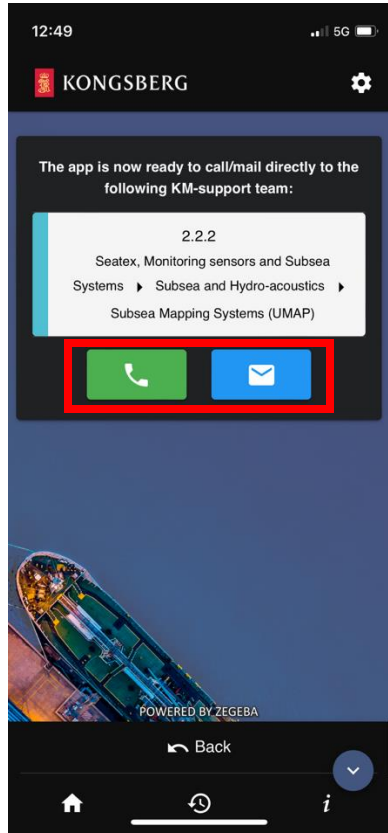 12:49
5G
KONGSBERG
The app is now ready to call/mail directly to the
following KM-support team:
2.2.2
Seatex, Monitoring sensors and Subsea
Systems ▸ Subsea and Hydro-acoustics ▸
Subsea Mapping Systems (UMAP)
POWERED BY ZEGEBA
Back
i